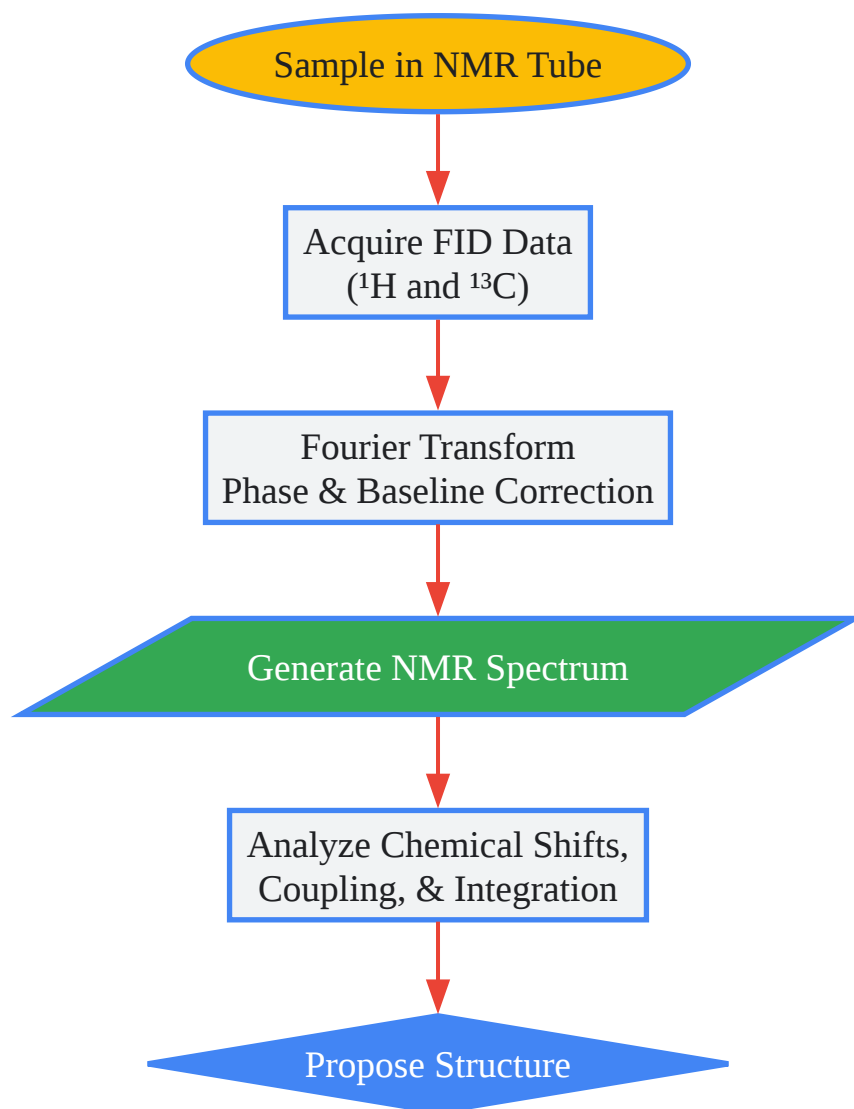 Sample in NMR Tube
Acquire FID Data
(¹H and ¹³C)
Fourier Transform
Phase & Baseline Correction
Generate NMR Spectrum
Analyze Chemical Shifts,
Coupling, & Integration
Propose Structure